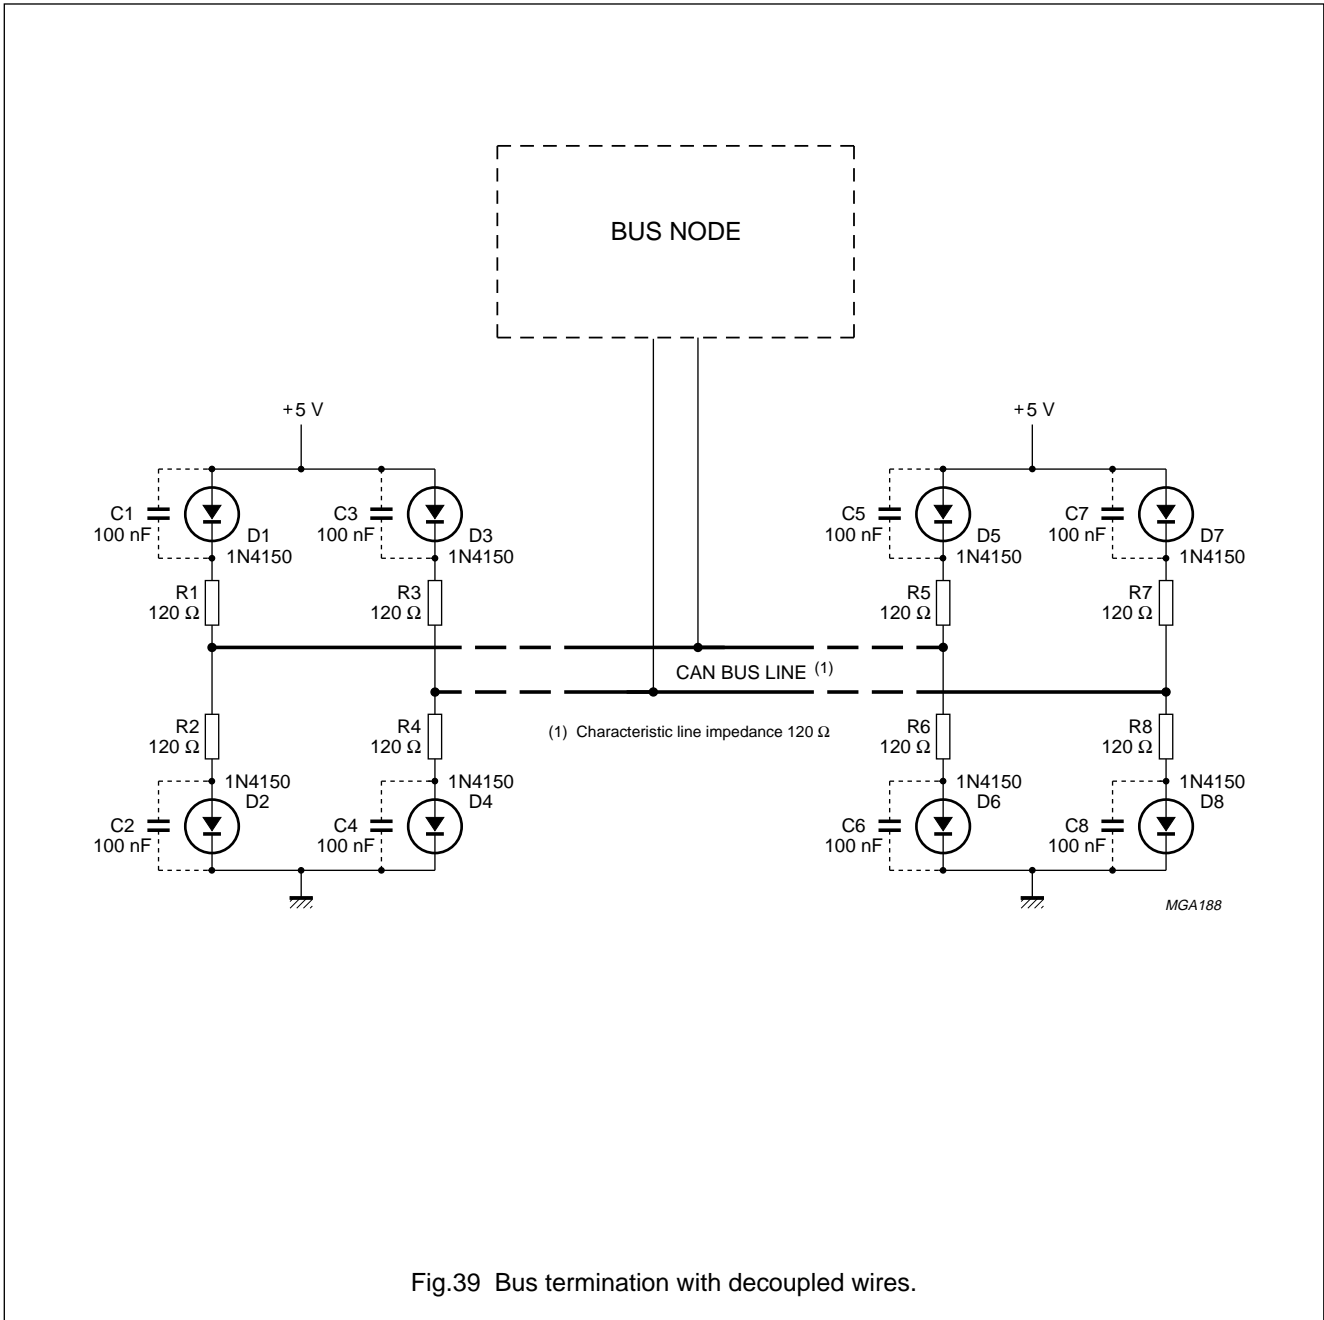 BUS NODE
+5 V
+5 V
C1
100 nF
D1
1N4150
C3
100 nF
D3
1N4150
C5
100 nF
D5
1N4150
C7
100 nF
D7
1N4150
R1
120 Ω
R3
120 Ω
R5
120 Ω
R7
120 Ω
CAN BUS LINE (1)
R2
120 Ω
R4
120 Ω
(1) Characteristic line impedance 120 Ω
R6
120 Ω
R8
120 Ω
1N4150
D2
C2
100 nF
1N4150
D4
C4
100 nF
1N4150
D6
C6
100 nF
1N4150
D8
C8
100 nF
MGA188
Fig.39 Bus termination with decoupled wires.